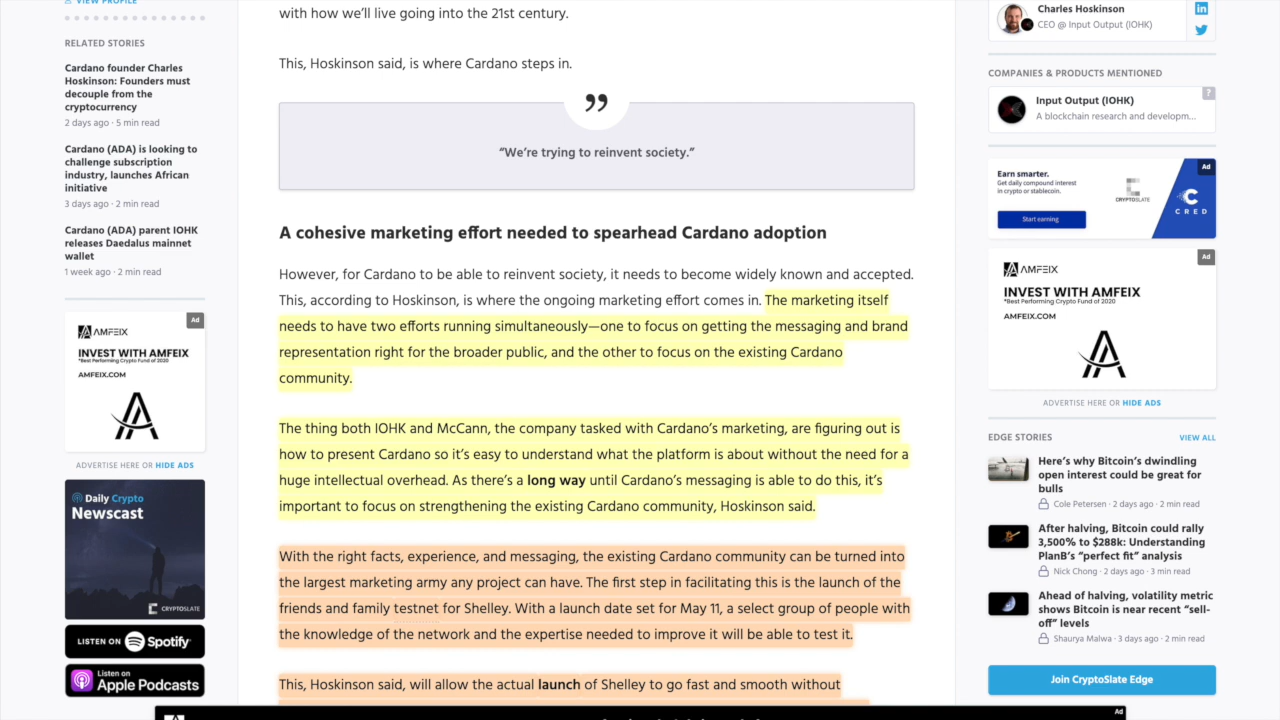 VIEW PROFILE
RELATED STORIES
Cardano founder Charles
Hoskinson: Founders must
decouple from the
cryptocurrency
2 days ago · 5 min read
Cardano (ADA) is looking to
challenge subscription
industry, launches African
initiative
3 days ago · 2 min read
Cardano (ADA) parent IOHK
releases Daedalus mainnet
wallet
1 week ago · 2 min read
Ad
AMFEIX
INVEST WITH AMFEIX
*Best Performing Crypto Fund of 2020
AMFEIX.COM
ADVERTISE HERE OR HIDE ADS
Daily Crypto
Newscast
CRYPTOSLATE
LISTEN ON Spotify
Listen on
Apple Podcasts
with how we’ll live going into the 21st century.
This, Hoskinson said, is where Cardano steps in.
”
“We’re trying to reinvent society.”
A cohesive marketing effort needed to spearhead Cardano adoption
However, for Cardano to be able to reinvent society, it needs to become widely known and accepted.
This, according to Hoskinson, is where the ongoing marketing effort comes in. The marketing itself
needs to have two efforts running simultaneously—one to focus on getting the messaging and brand
representation right for the broader public, and the other to focus on the existing Cardano
community.
The thing both IOHK and McCann, the company tasked with Cardano’s marketing, are figuring out is
how to present Cardano so it’s easy to understand what the platform is about without the need for a
huge intellectual overhead. As there’s a long way until Cardano’s messaging is able to do this, it’s
important to focus on strengthening the existing Cardano community, Hoskinson said.
With the right facts, experience, and messaging, the existing Cardano community can be turned into
the largest marketing army any project can have. The first step in facilitating this is the launch of the
friends and family testnet for Shelley. With a launch date set for May 11, a select group of people with
the knowledge of the network and the expertise needed to improve it will be able to test it.
This, Hoskinson said, will allow the actual launch of Shelley to go fast and smooth without
Charles Hoskinson
CEO @ Input Output (IOHK)
in
COMPANIES & PRODUCTS MENTIONED
Input Output (IOHK)
?
A blockchain research and developm...
Ad
Earn smarter.
Get daily compound interest
in crypto or stablecoin.
Start earning
CRYPTOSLATE
CRED
Ad
AMFEIX
INVEST WITH AMFEIX
*Best Performing Crypto Fund of 2020
AMFEIX.COM
ADVERTISE HERE OR HIDE ADS
EDGE STORIES
VIEW ALL
Here’s why Bitcoin’s dwindling
open interest could be great for
bulls
Cole Petersen · 2 days ago · 2 min read
After halving, Bitcoin could rally
3,500% to $288k: Understanding
PlanB’s “perfect fit” analysis
Nick Chong · 2 days ago · 3 min read
Ahead of halving, volatility metric
shows Bitcoin is near recent “sell-
off” levels
Shaurya Malwa · 3 days ago · 2 min read
Join CryptoSlate Edge
Ad